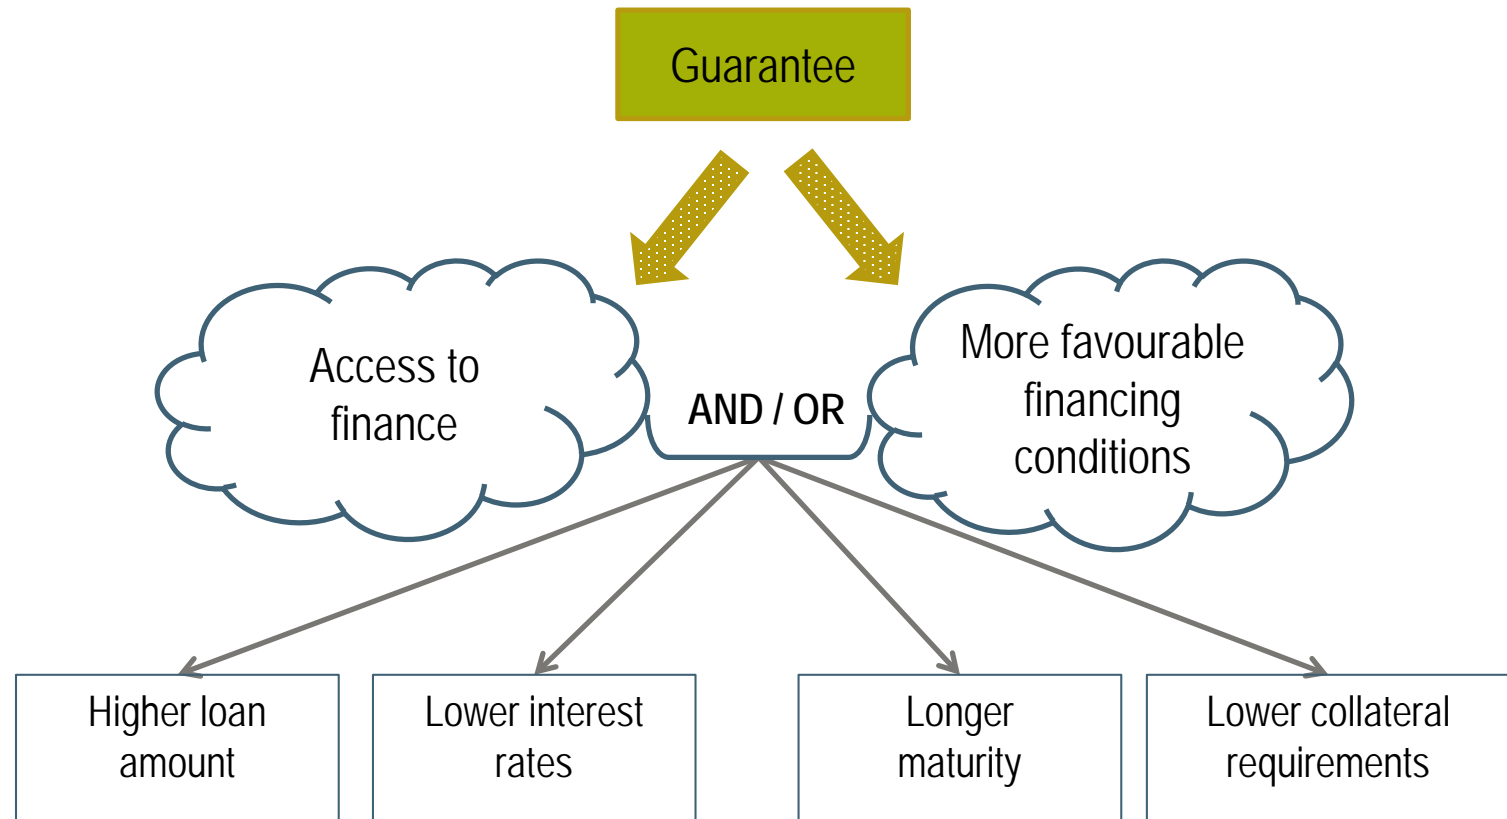 Guarantee
Access to
finance
AND / OR
More favourable
financing
conditions
Higher loan
amount
Lower interest
rates
Longer
maturity
Lower collateral
requirements